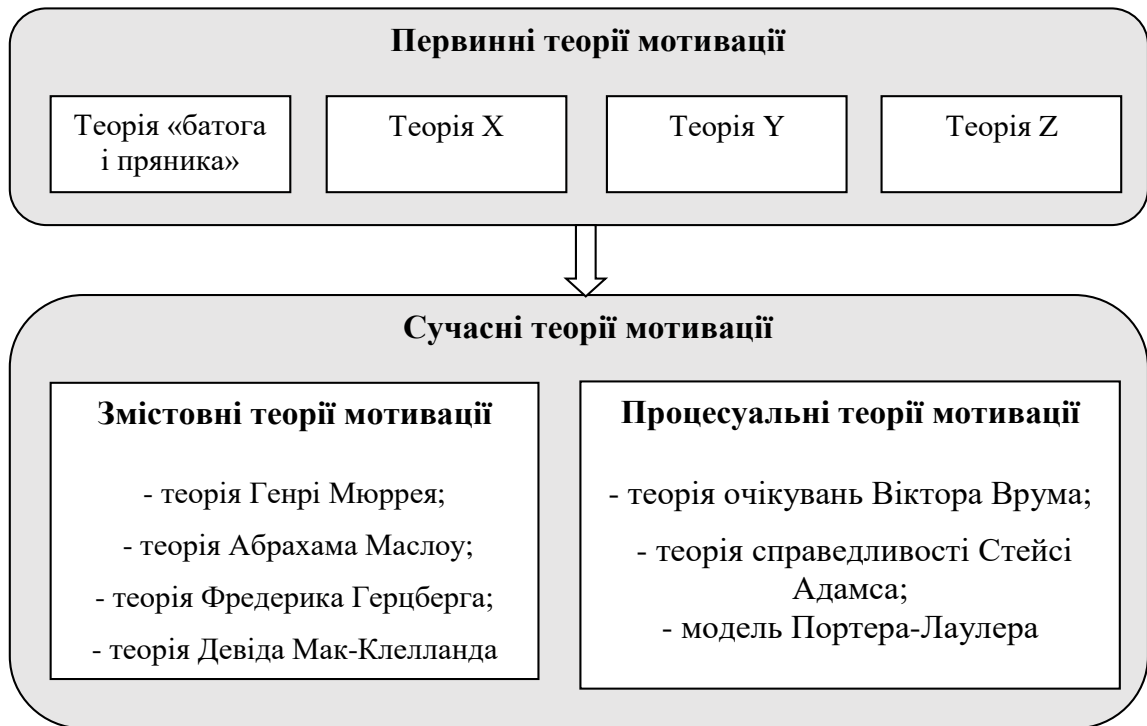 Первинні теорії мотивації
Теорія «батога
і пряника»
Теорія X
Теорія Y
Теорія Z
Сучасні теорії мотивації
Змістовні теорії мотивації
- теорія Генрі Мюррея;
- теорія Абрахама Маслоу;
- теорія Фредерика Герцберга;
- теорія Девіда Мак-Клелланда
Процесуальні теорії мотивації
- теорія очікувань Віктора Врума;
- теорія справедливості Стейсі
Адамса;
- модель Портера-Лаулера